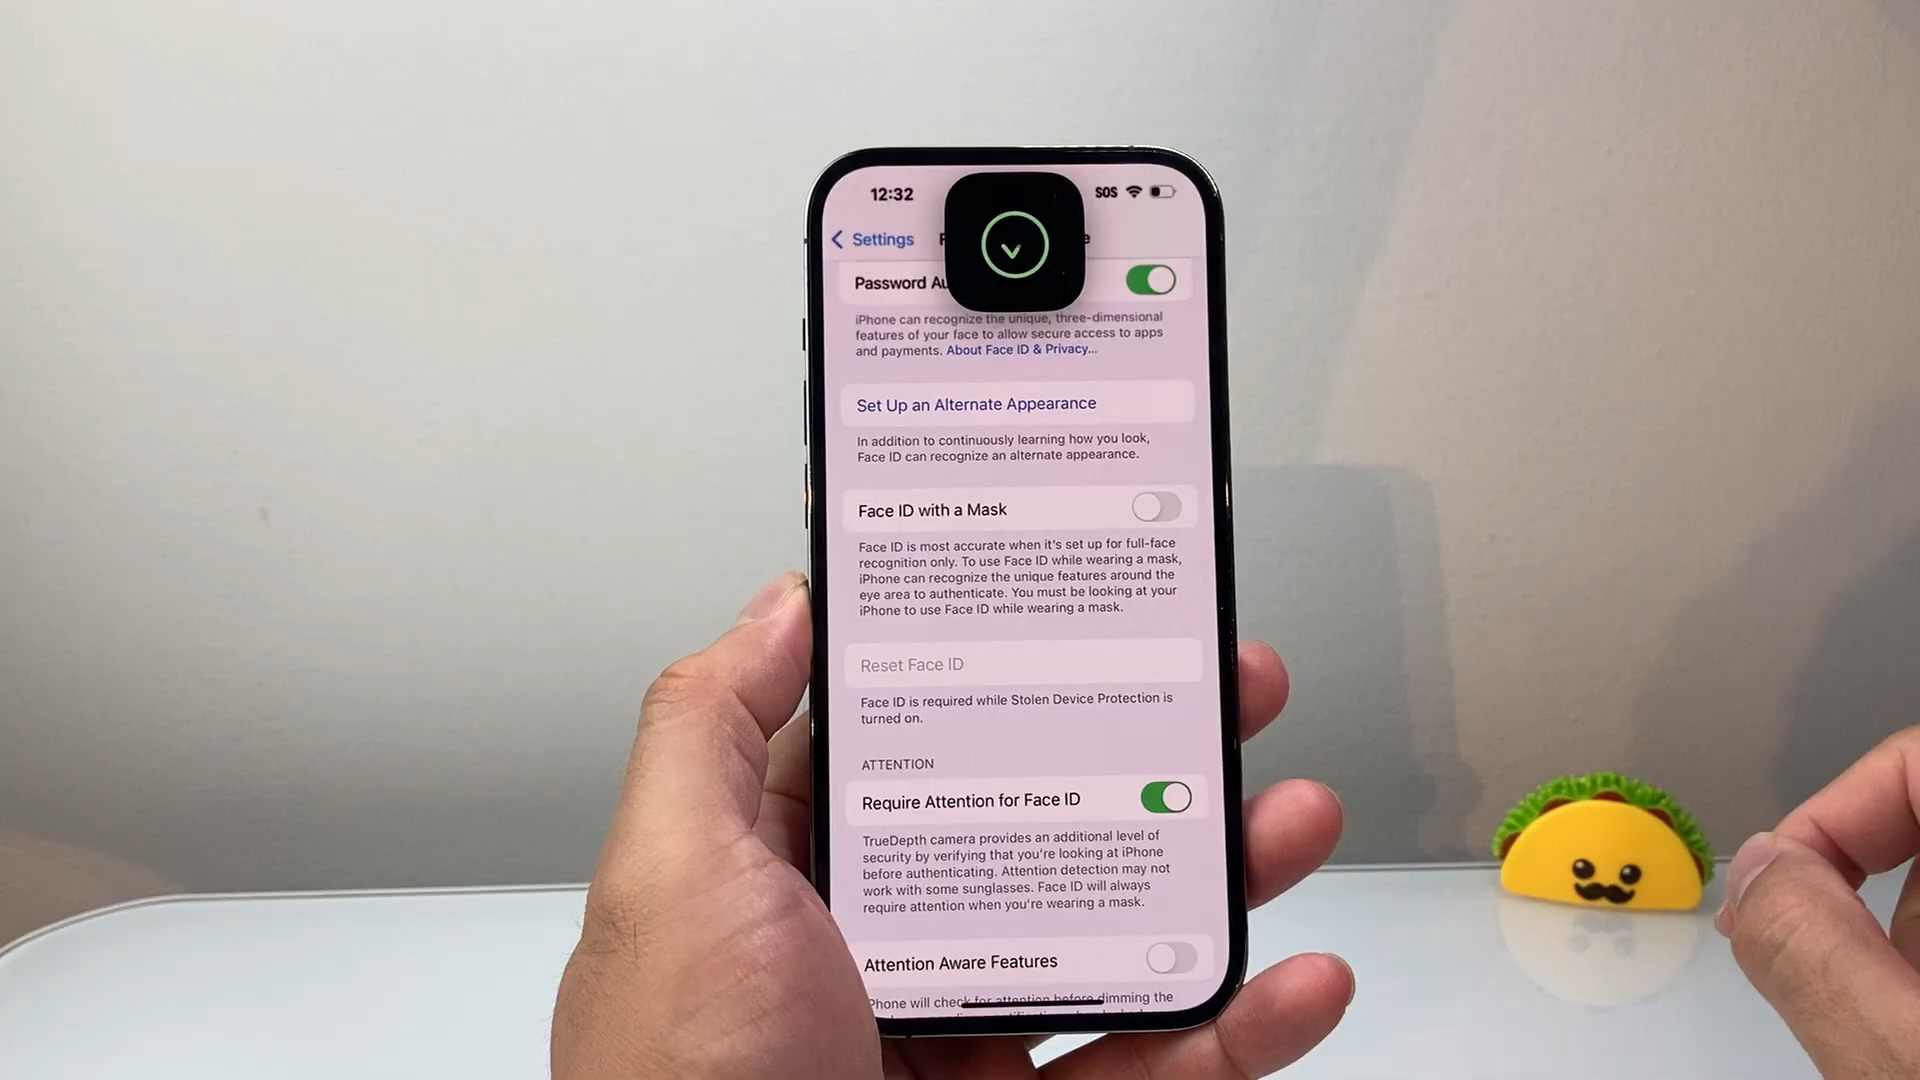 12:32
SOS
Settings
Password Au
iPhone can recognize the unique, three-dimensional
features of your face to allow secure access to apps
and payments. About Face ID & Privacy...
Set Up an Alternate Appearance
In addition to continuously learning how you look,
Face ID can recognize an alternate appearance.
Face ID with a Mask
Face ID is most accurate when it's set up for full-face
recognition only. To use Face ID while wearing a mask,
iPhone can recognize the unique features around the
eye area to authenticate. You must be looking at your
iPhone to use Face ID while wearing a mask.
Reset Face ID
Face ID is required while Stolen Device Protection is
turned on.
ATTENTION
Require Attention for Face ID
TrueDepth camera provides an additional level of
security by verifying that you're looking at iPhone
before authenticating. Attention detection may not
work with some sunglasses. Face ID will always
require attention when you're wearing a mask.
Attention Aware Features
iPhone will check for attention before dimming the